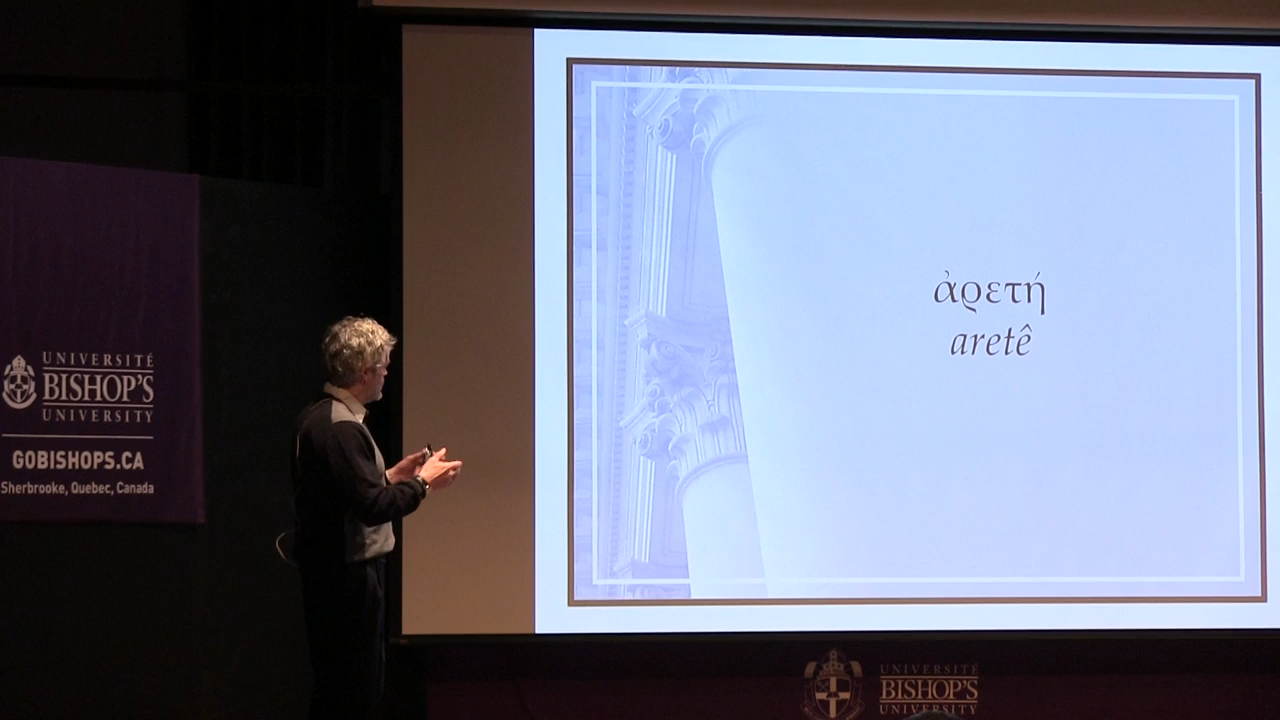 UNIVERSITÉ
BISHOP'S
UNIVERSITY
GOBISHOPS.CA
Sherbrooke, Quebec, Canada
ἀρετή
aretê
UNIVERSITÉ
BISHOP'S
UNIVERSITY